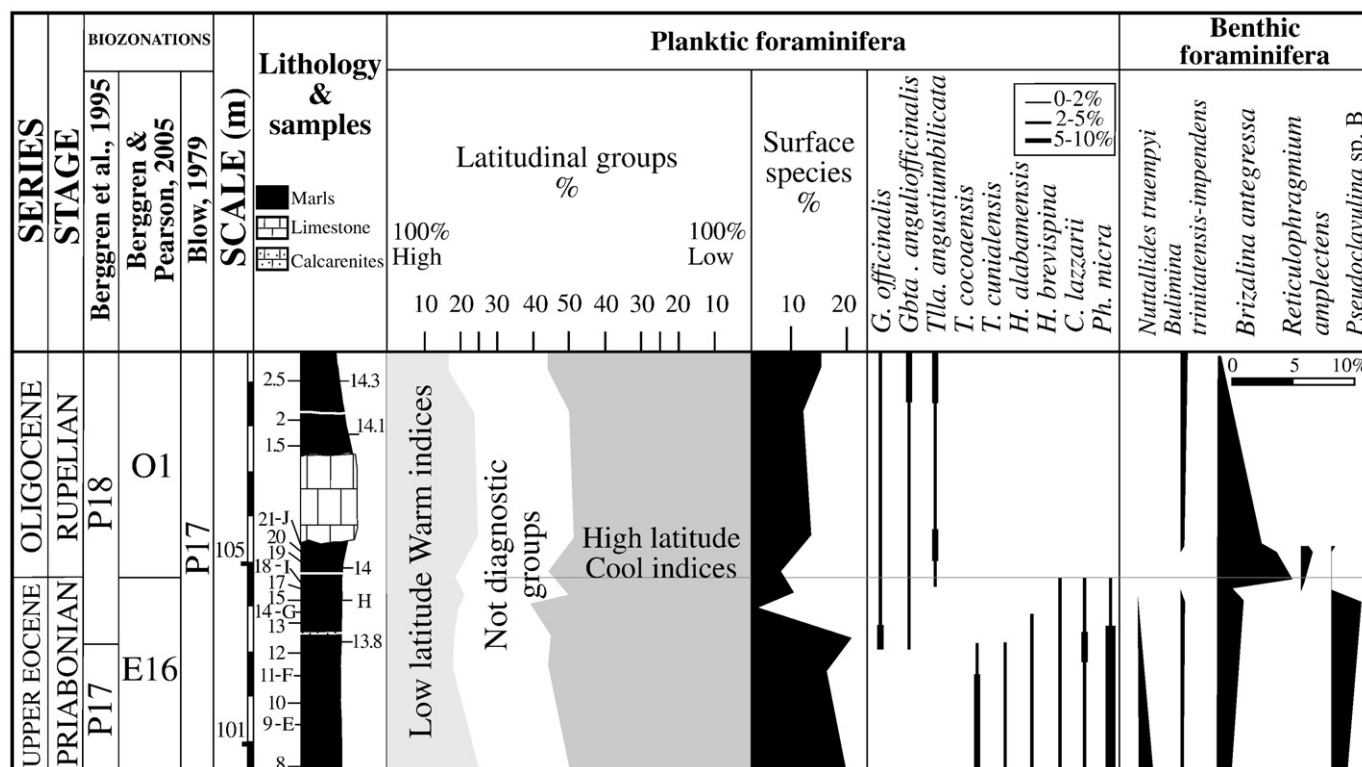 SERIES
STAGE
BIOZONATIONS
Berggren et al., 1995
Berggren &
Pearson, 2005
Blow, 1979
SCALE (m)
Lithology
&
samples
Marls
Limestone
Calcarenites
Planktic foraminifera
Latitudinal groups
%
100%
High
100%
Low
10 20 30 40 50 40 30 20 10
Surface
species
%
10 20
0-2%
2-5%
5-10%
G. officinalis
Gbta . anguliofficinalis
Tlla. angustiumbilicata
T. cocoaensis
T. cunialensis
H. alabamensis
H. brevispina
C. lazzarii
Ph. micra
Benthic
foraminifera
Nuttallides truempyi
Bulimina
trinitatensis-impendens
Brizalina antegressa
Reticulophragmium
amplectens
Pseudoclavulina sp. B
0 5 10%
OLIGOCENE
UPPER EOCENE
RUPELIAN
PRIABONIAN
P18
P17
O1
E16
P17
105
101
2.5
2
1.5
21-J
20
19
18-I
17
15
14-G
13
12
11-F
10
9-E
8
14.3
14.1
14
H
13.8
Low latitude Warm indices
Not diagnostic
groups
High latitude
Cool indices